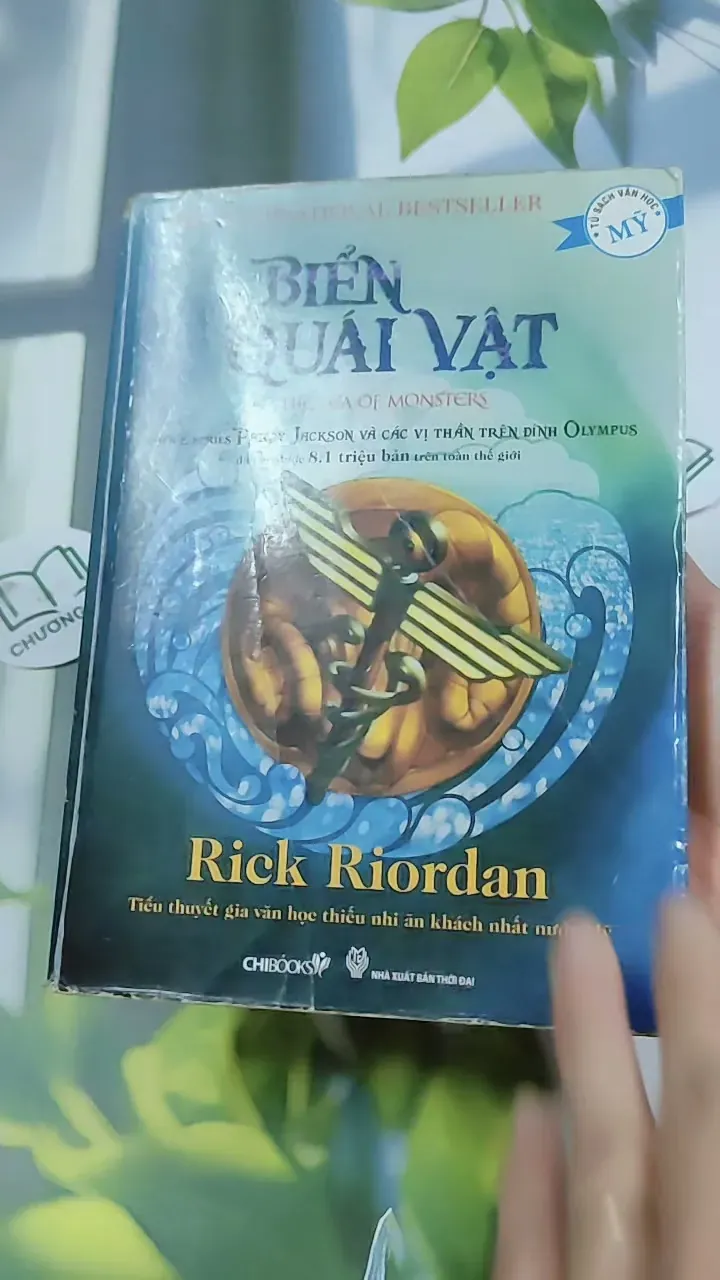 BESTSELLER
TỦ SÁCH VĂN HỌC
MỸ
BIỂN
QUÁI VẬT
OF MONSTERS
JACKSON VÀ CÁC VỊ THẦN TRÊN ĐỈNH OLYMPUS
8.1 triệu bản trên toàn thế giới
CHƯƠNG
Rick Riordan
Tiểu thuyết gia văn học thiếu nhi ăn khách nhất
CHIBOOKS
NHÀ XUẤT BẢN THỜI ĐẠI